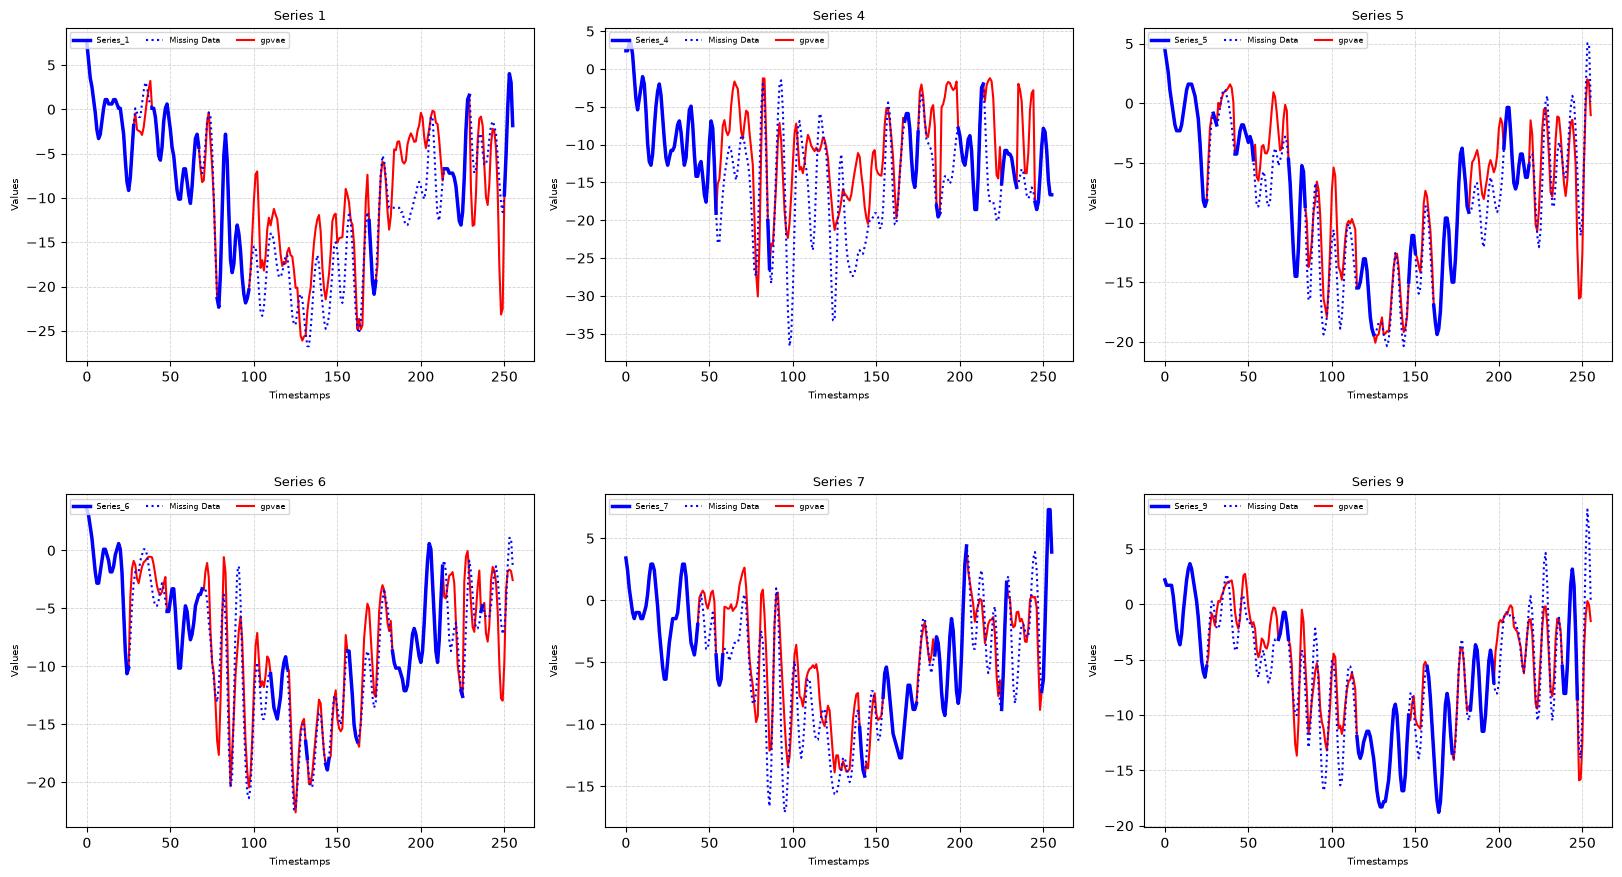 Series 1
Series_1 Missing Data gpvae
5
0
−5
−10
−15
−20
−25
Values
0 50 100 150 200 250
Timestamps
Series 4
Series_4 Missing Data gpvae
5
0
−5
−10
−15
−20
−25
−30
−35
Values
0 50 100 150 200 250
Timestamps
Series 5
Series_5 Missing Data gpvae
5
0
−5
−10
−15
−20
Values
0 50 100 150 200 250
Timestamps
Series 6
Series_6 Missing Data gpvae
0
−5
−10
−15
−20
Values
0 50 100 150 200 250
Timestamps
Series 7
Series_7 Missing Data gpvae
5
0
−5
−10
−15
Values
0 50 100 150 200 250
Timestamps
Series 9
Series_9 Missing Data gpvae
5
0
−5
−10
−15
−20
Values
0 50 100 150 200 250
Timestamps